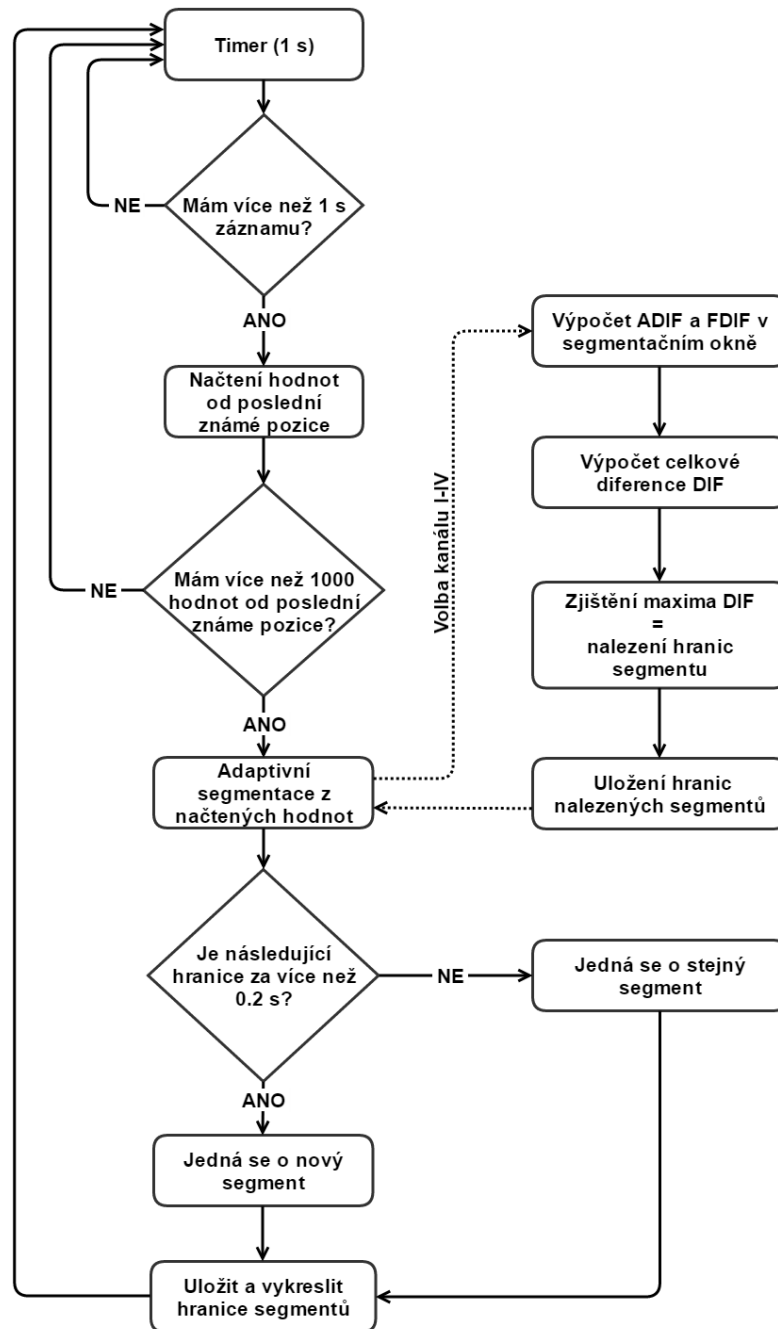 Timer (1 s)
Mám více než 1 s
záznamu?
NE
ANO
Načtení hodnot
od poslední
známé pozice
Mám více než 1000
hodnot od poslední
známe pozice?
NE
ANO
Adaptivní
segmentace z
načtených hodnot
Volba kanálu I-IV
Výpočet ADIF a FDIF v
segmentačním okně
Výpočet celkové
diference DIF
Zjištění maxima DIF
=
nalezení hranic
segmentu
Uložení hranic
nalezených segmentů
Je následující
hranice za více než
0.2 s?
NE
Jedná se o stejný
segment
ANO
Jedná se o nový
segment
Uložit a vykreslit
hranice segmentů